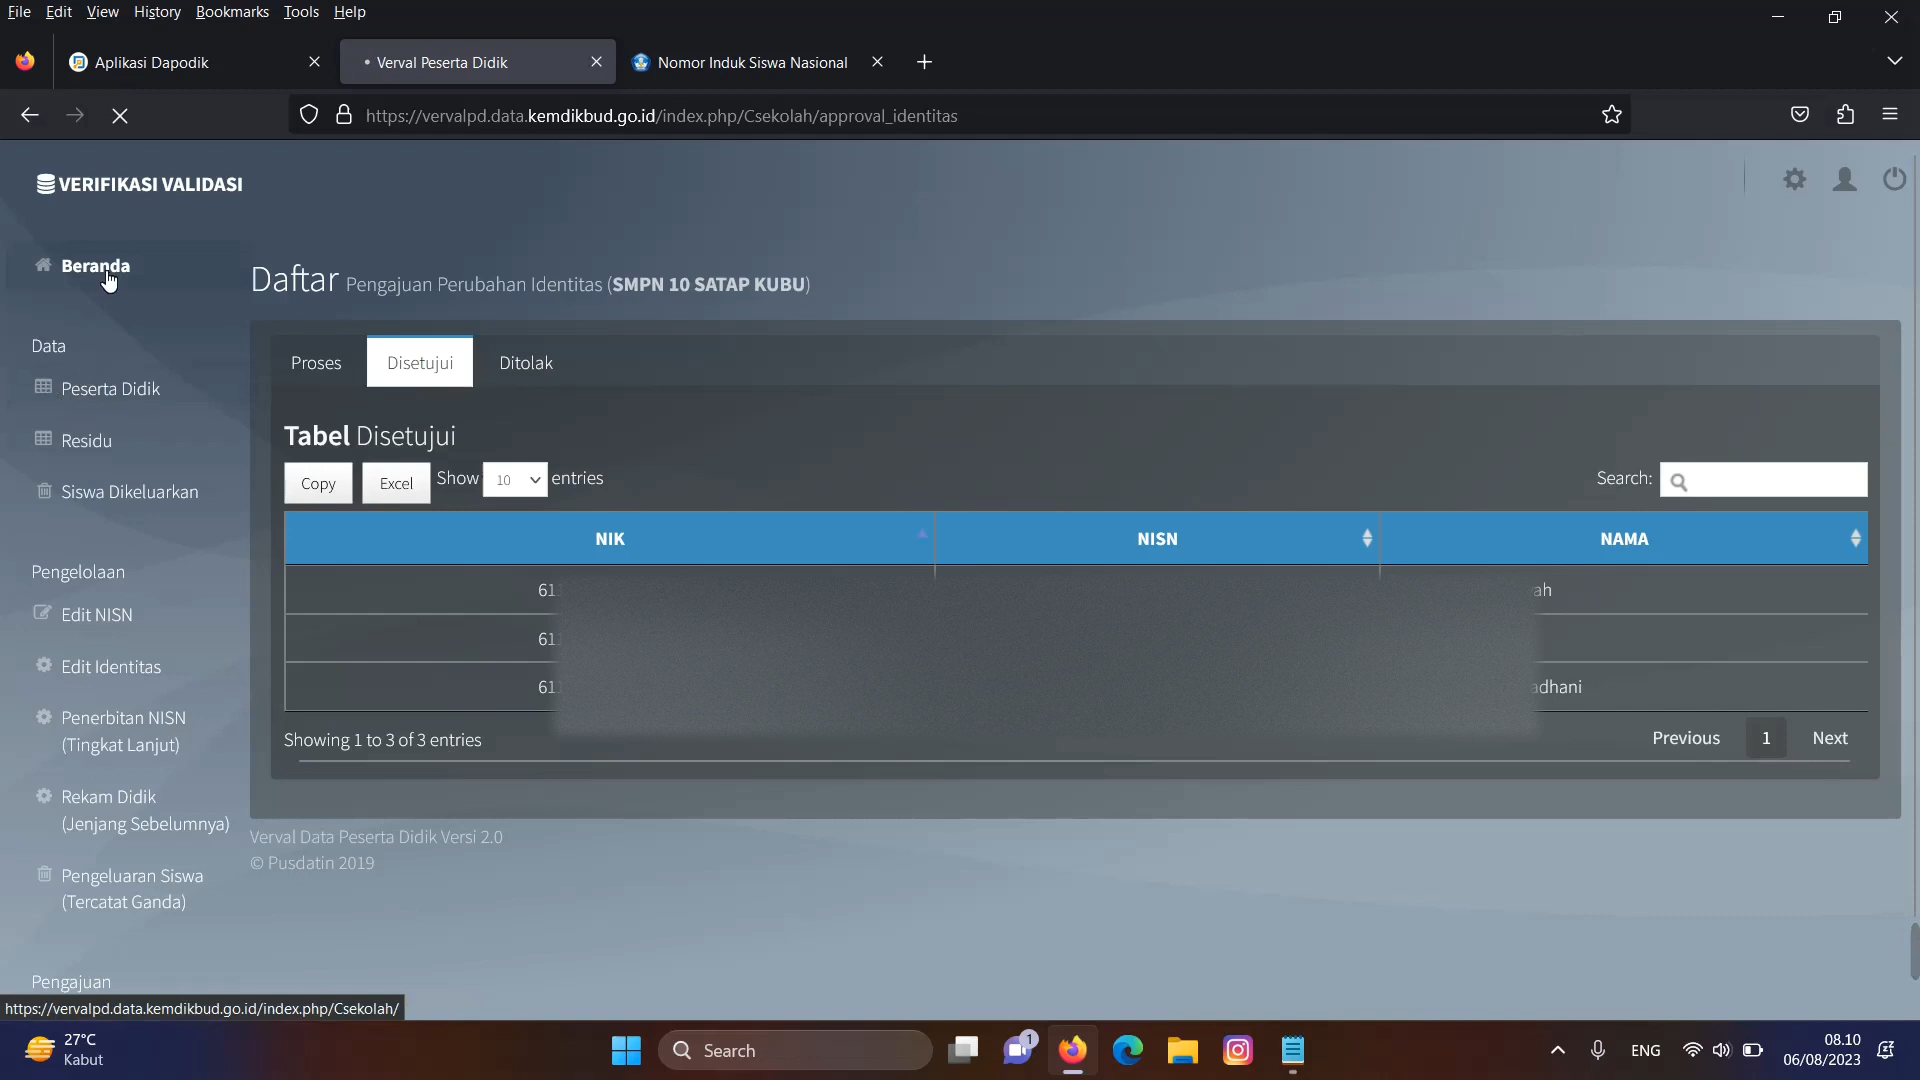 File Edit View History Bookmarks Tools Help
Aplikasi Dapodik
Verval Peserta Didik
Nomor Induk Siswa Nasional
https://vervalpd.data.kemdikbud.go.id/index.php/Csekolah/approval_identitas
VERIFIKASI VALIDASI
Beranda
Data
Peserta Didik
Residu
Siswa Dikeluarkan
Pengelolaan
Edit NISN
Edit Identitas
Penerbitan NISN
(Tingkat Lanjut)
Rekam Didik
(Jenjang Sebelumnya)
Pengeluaran Siswa
(Tercatat Ganda)
Pengajuan
Daftar Pengajuan Perubahan Identitas (SMPN 10 SATAP KUBU)
Proses Disetujui Ditolak
Tabel Disetujui
Copy Excel Show 10 entries Search:
NIK NISN NAMA
611 ah
611
611 adhani
Showing 1 to 3 of 3 entries
Previous 1 Next
Verval Data Peserta Didik Versi 2.0
© Pusdatin 2019
https://vervalpd.data.kemdikbud.go.id/index.php/Csekolah/
27°C
Kabut
Search
1
ENG
08.10
06/08/2023